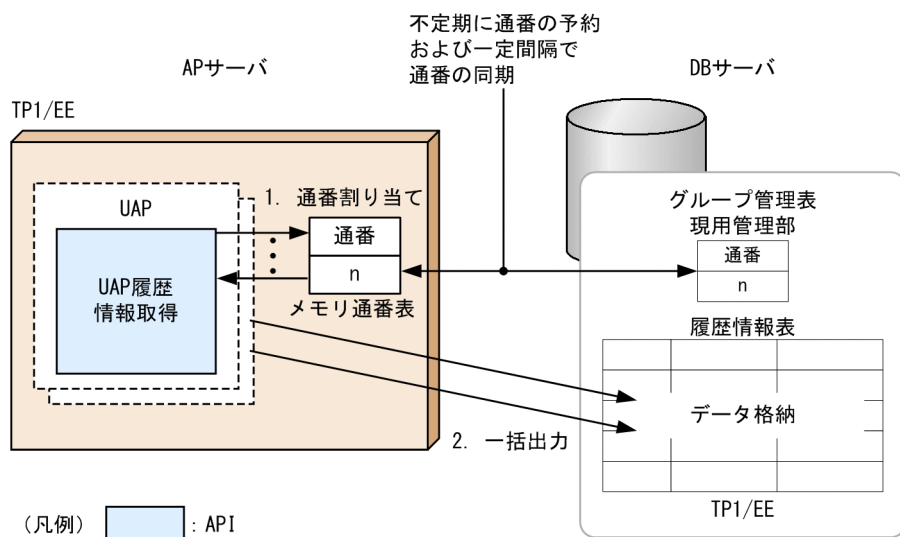 不定期に通番の予約
および一定間隔で
通番の同期
APサーバ
DBサーバ
TP1/EE
UAP
1. 通番割り当て
通番
n
メモリ通番表
UAP履歴
情報取得
グループ管理表
現用管理部
通番
n
履歴情報表
データ格納
2. 一括出力
TP1/EE
(凡例)
: API